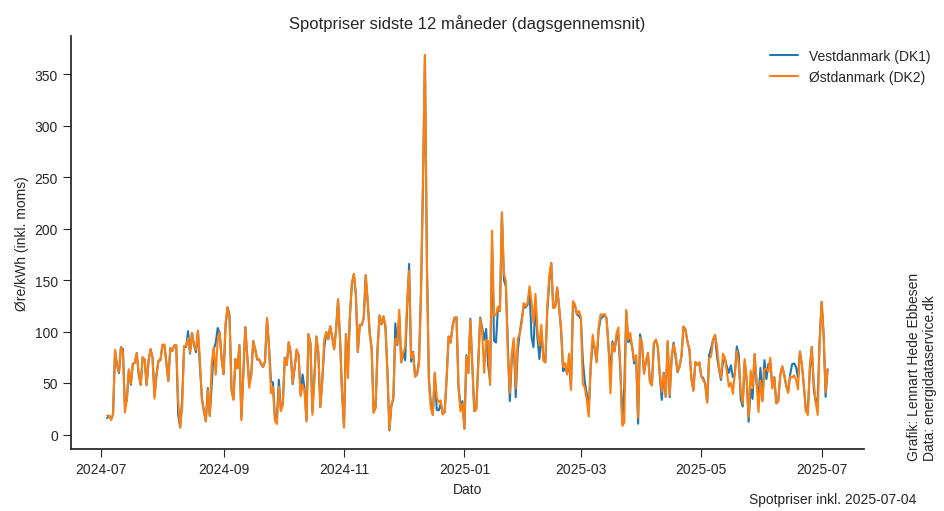 Spotpriser sidste 12 måneder (dagsgennemsnit)
Vestdanmark (DK1)
Østdanmark (DK2)
Øre/kWh (inkl. moms)
350
300
250
200
150
100
50
0
2024-07
2024-09
2024-11
2025-01
2025-03
2025-05
2025-07
Dato
Grafik: Lennart Hede Ebbesen
Data: energidataservice.dk
Spotpriser inkl. 2025-07-04